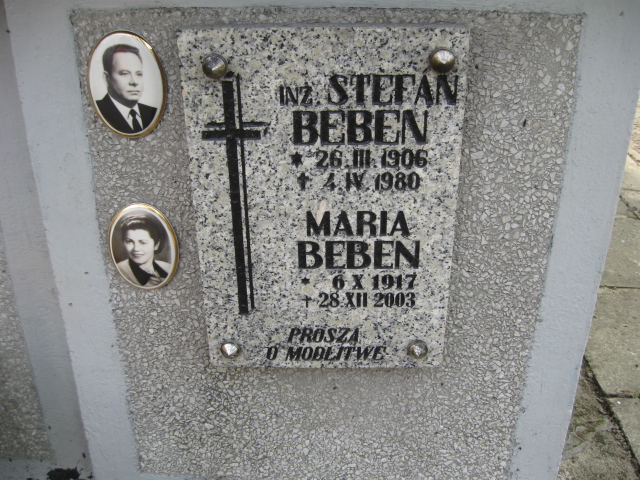 INŻ. STEFAN
BEBEN
* 26 III 1906
† 4 IV 1980
MARIA
BEBEN
* 6 X 1917
† 28 XII 2003
PROSZĄ
O MODLITWĘ